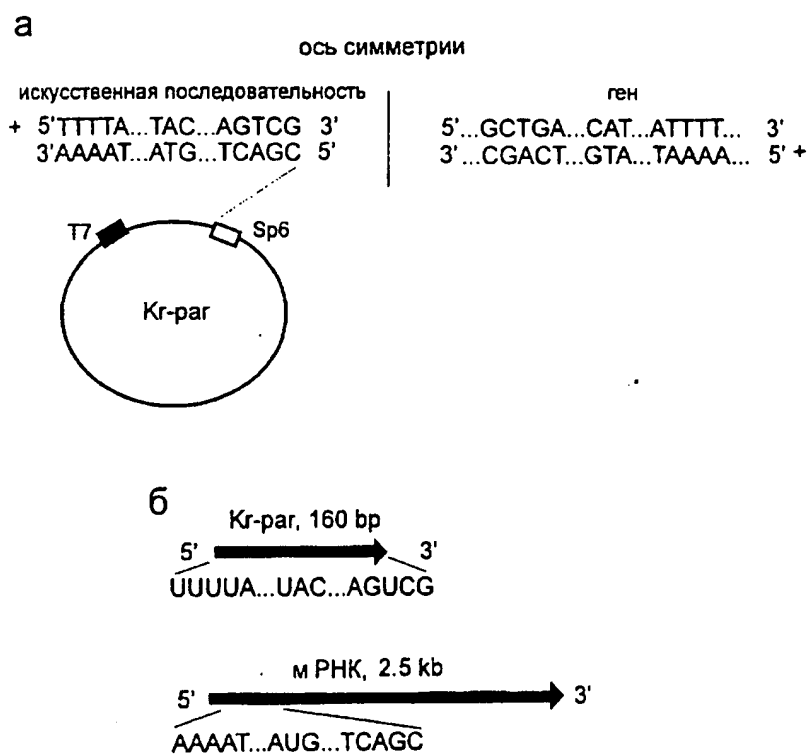 а
ось симметрии
искусственная последовательность
ген
+ 5'TTTTA...TAC...AGTCG 3'
5'...GCTGA...CAT...ATTTT... 3'
3'AAAAT...ATG...TCAGC 5'
3'...CGACT...GTA...TAAAA... 5' +
T7
Sp6
Kr-par
б
Kr-par, 160 bp
5' 3'
UUUUA...UAC...AGUCG
м РНК, 2.5 kb
5' 3'
AAAAT...AUG...TCAGC